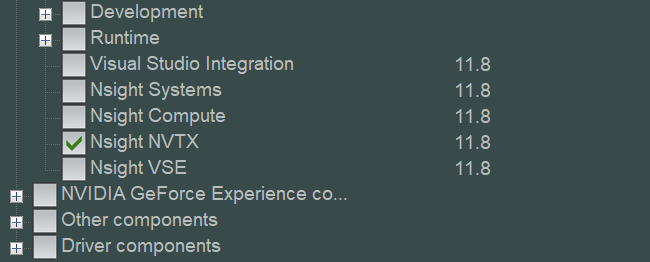 Development
Runtime
Visual Studio Integration 11.8
Nsight Systems 11.8
Nsight Compute 11.8
Nsight NVTX 11.8
Nsight VSE 11.8
NVIDIA GeForce Experience co...
Other components
Driver components